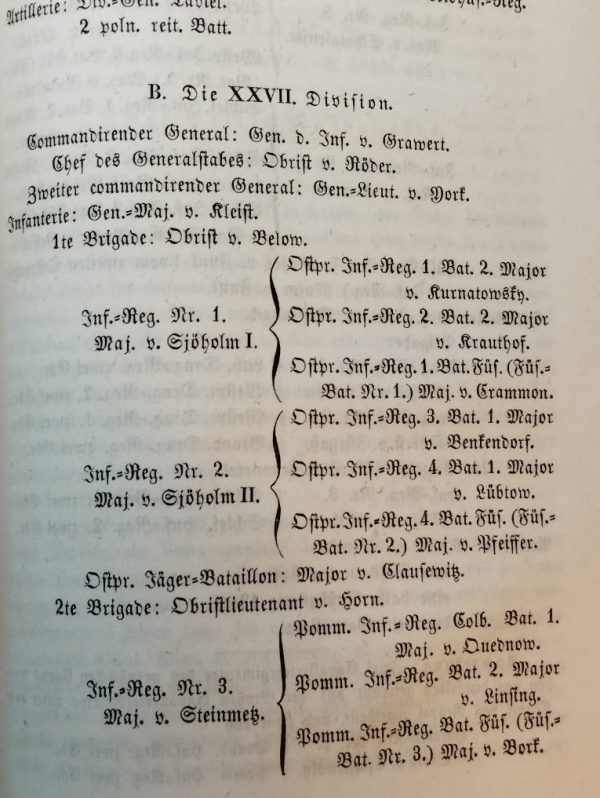 Artillerie: Div.-Gen.
2 poln. reit. Batt.
B. Die XXVII. Division.
Commandirender General: Gen. d. Inf. v. Grawert.
Chef des Generalstabes: Obrist v. Röder.
Zweiter commandirender General: Gen.-Lieut. v. York.
Infanterie: Gen.-Maj. v. Kleist.
1te Brigade: Obrist v. Below.
Inf.-Reg. Nr. 1.
Maj. v. Sjöholm I.
Ostpr. Inf.-Reg. 1. Bat. 2. Major
v. Kurnatowsky.
Ostpr. Inf.-Reg. 2. Bat. 2. Major
v. Krauthof.
Ostpr. Inf.-Reg. 1. Bat. Füs. (Füs.-
Bat. Nr. 1.) Maj. v. Crammon.
Inf.-Reg. Nr. 2.
Maj. v. Sjöholm II.
Ostpr. Inf.-Reg. 3. Bat. 1. Major
v. Benkendorf.
Ostpr. Inf.-Reg. 4. Bat. 1. Major
v. Lübtow.
Ostpr. Inf.-Reg. 4. Bat. Füs. (Füs.-
Bat. Nr. 2.) Maj. v. Pfeiffer.
Ostpr. Jäger-Bataillon: Major v. Clausewitz.
2te Brigade: Obristlieutenant v. Horn.
Inf.-Reg. Nr. 3.
Maj. v. Steinmetz.
Pomm. Inf.-Reg. Colb. Bat. 1.
Maj. v. Quednow.
Pomm. Inf.-Reg. Bat. 2. Major
v. Linsing.
Pomm. Inf.-Reg. Bat. Füs. (Füs.-
Bat. Nr. 3.) Maj. v. Bork.